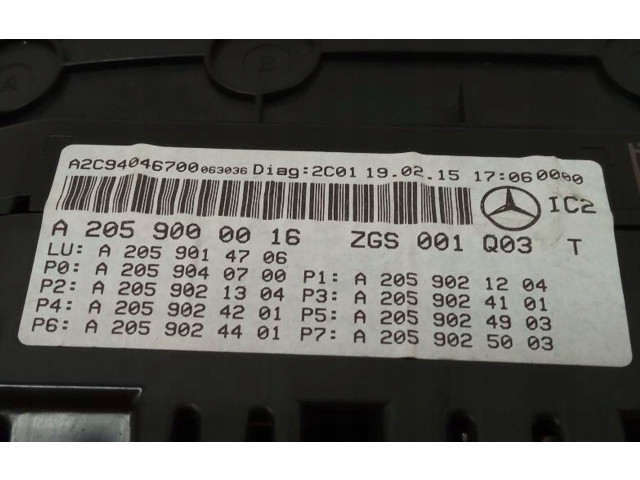 A2C94046700063036 Diag:2C01 19.02.15 17:060000
IC2
A 205 900 00 16 ZGS 001 Q03 T
LU: A 205 901 47 06
P0: A 205 904 07 00 P1: A 205 902 12 04
P2: A 205 902 13 04 P3: A 205 902 41 01
P4: A 205 902 42 01 P5: A 205 902 49 03
P6: A 205 902 44 01 P7: A 205 902 50 03